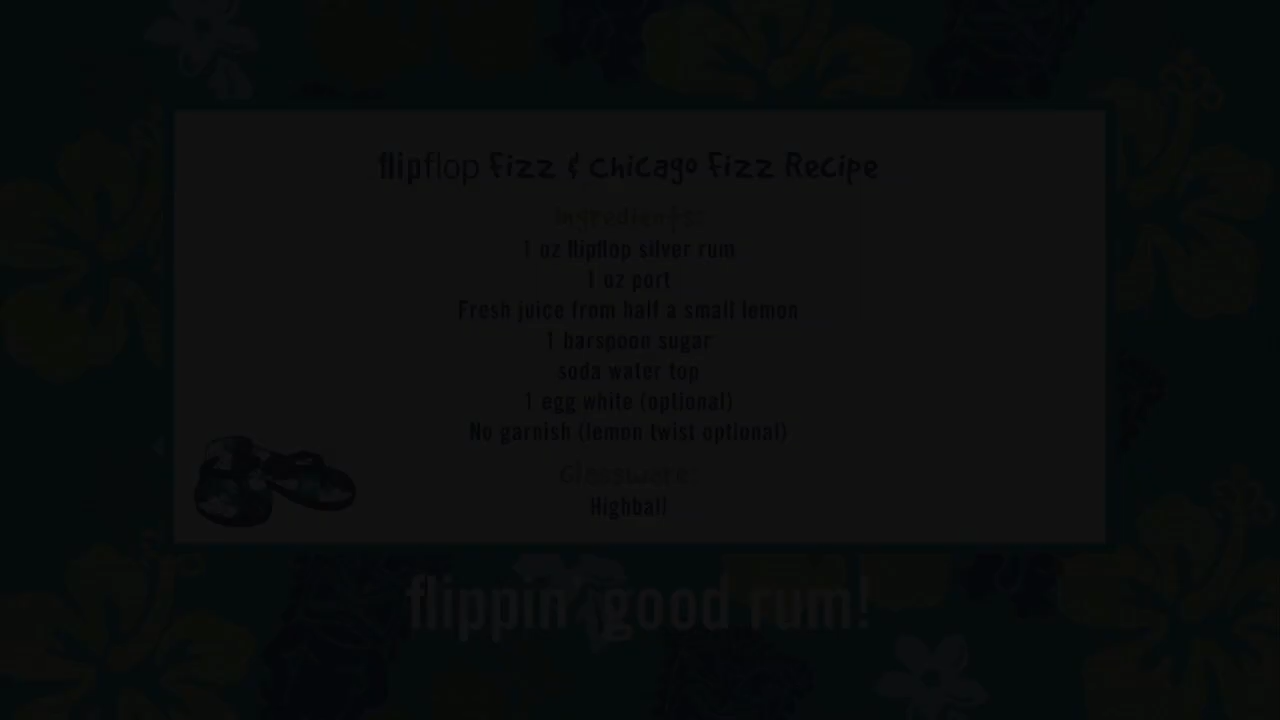 flipflop Fizz & Chicago Fizz Recipe
Ingredients:
1 oz flipflop silver rum
1 oz port
Fresh juice from half a small lemon
1 barspoon sugar
soda water top
1 egg white (optional)
No garnish (lemon twist optional)
Glassware:
Highball
flippin' good rum!